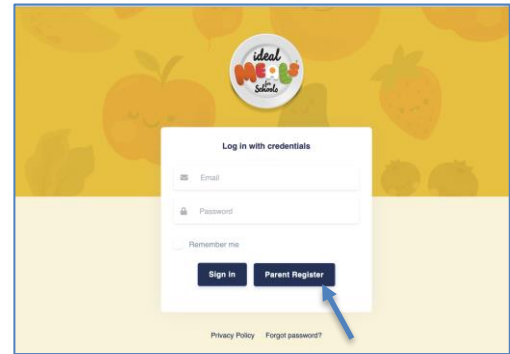 ideal
MEALS
for
Schools
Log in with credentials
Email
Password
Remember me
Sign In Parent Register
Privacy Policy Forgot password?